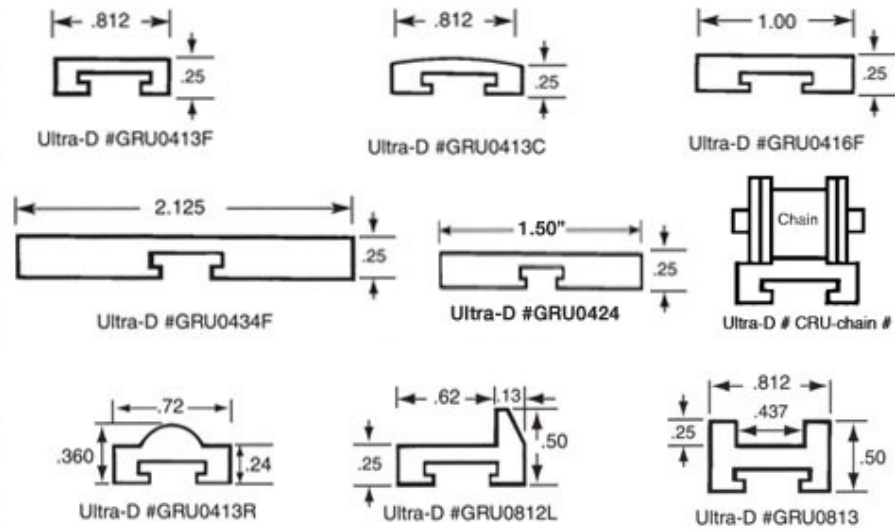 .812
.25
Ultra-D #GRU0413F
.812
.25
Ultra-D #GRU0413C
1.00
.25
Ultra-D #GRU0416F
2.125
.25
Ultra-D #GRU0434F
1.50"
.25
Ultra-D #GRU0424
Chain
Ultra-D # CRU-chain #
.72
.360
.24
Ultra-D #GRU0413R
.62
.13
.50
.25
Ultra-D #GRU0812L
.812
.437
.25
.50
Ultra-D #GRU0813